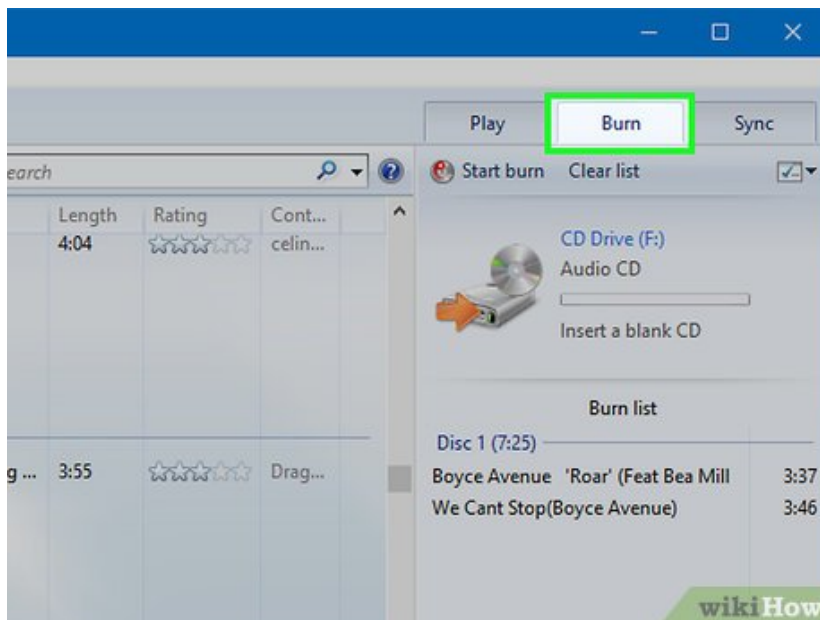 Play Burn Sync
earch
Start burn Clear list
Length Rating Cont...
4:04 celin...
CD Drive (F:)
Audio CD
Insert a blank CD
Burn list
Disc 1 (7:25)
g ... 3:55 Drag...
Boyce Avenue 'Roar' (Feat Bea Mill 3:37
We Cant Stop(Boyce Avenue) 3:46
wikiHow